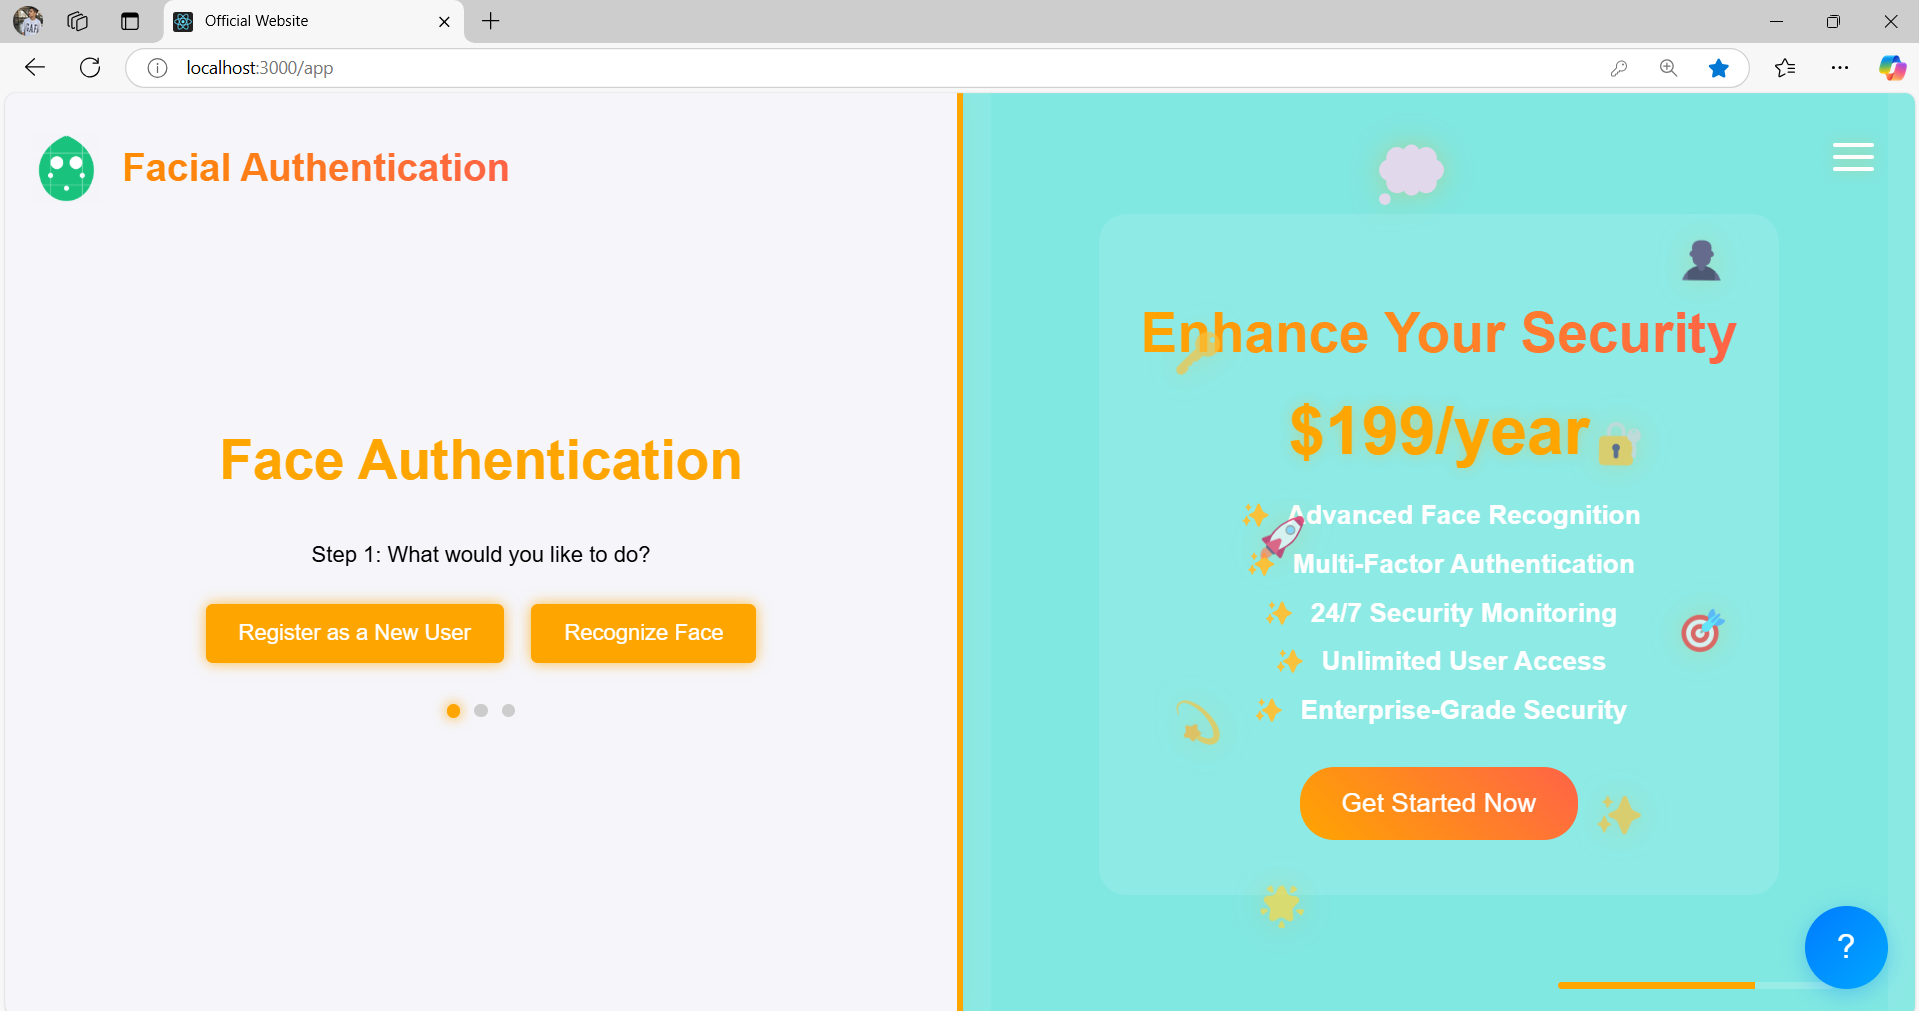 Official Website
localhost:3000/app
Facial Authentication
Face Authentication
Step 1: What would you like to do?
Register as a New User
Recognize Face
Enhance Your Security
$199/year
Advanced Face Recognition
Multi-Factor Authentication
24/7 Security Monitoring
Unlimited User Access
Enterprise-Grade Security
Get Started Now
?